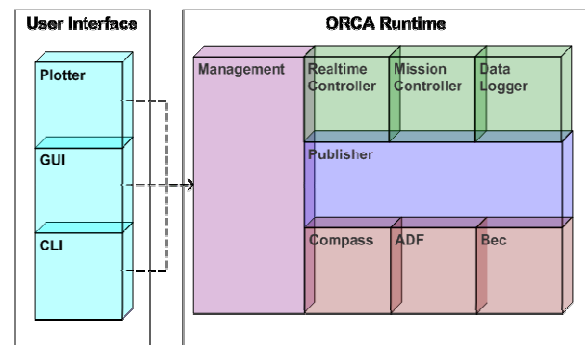 User Interface
ORCA Runtime
Plotter
GUI
CLI
Management
Realtime
Controller
Mission
Controller
Data
Logger
Publisher
Compass
ADF
Bec